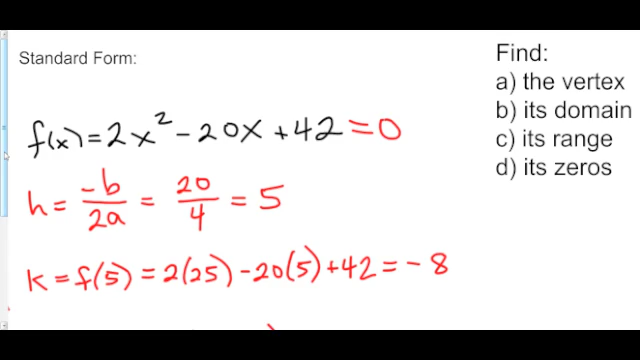 Standard Form:
f(x) = 2x² - 20x + 42 = 0
h = -b/2a = 20/4 = 5
k = f(5) = 2(25) - 20(5) + 42 = -8
Find:
a) the vertex
b) its domain
c) its range
d) its zeros